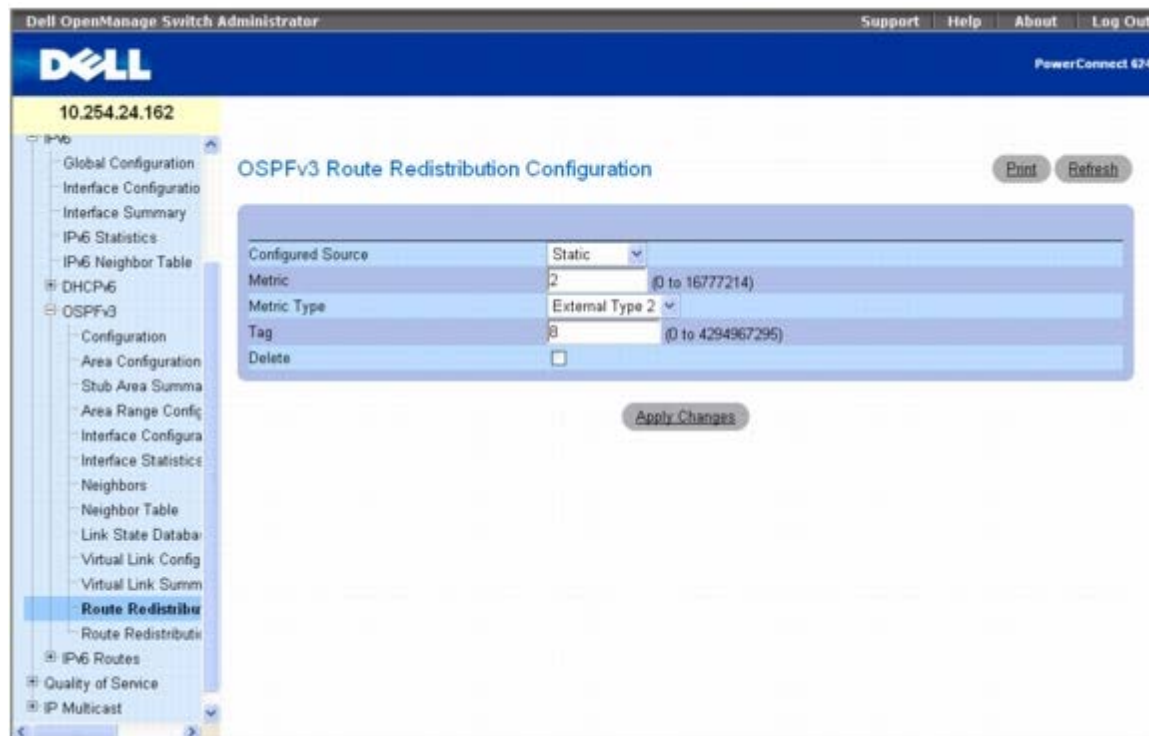 Dell OpenManage Switch Administrator Support Help About Log Out
DELL
PowerConnect 624
10.254.24.162
IPv6
Global Configuration
Interface Configuratio
Interface Summary
IPv6 Statistics
IPv6 Neighbor Table
DHCPv6
OSPFv3
Configuration
Area Configuration
Stub Area Summa
Area Range Config
Interface Configura
Interface Statistics
Neighbors
Neighbor Table
Link State Databa
Virtual Link Config
Virtual Link Summ
Route Redistribu
Route Redistributi
IPv6 Routes
Quality of Service
IP Multicast
OSPFv3 Route Redistribution Configuration
Print Refresh
Configured Source Static
Metric 2 (0 to 16777214)
Metric Type External Type 2
Tag 8 (0 to 4294967295)
Delete
Apply Changes